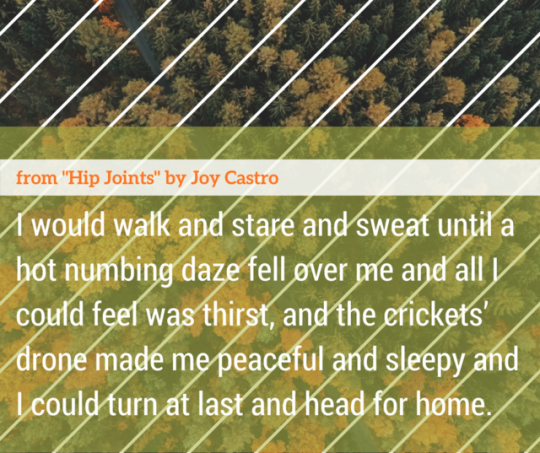 from "Hip Joints" by Joy Castro
I would walk and stare and sweat until a
hot numbing daze fell over me and all I
could feel was thirst, and the crickets’
drone made me peaceful and sleepy and
I could turn at last and head for home.